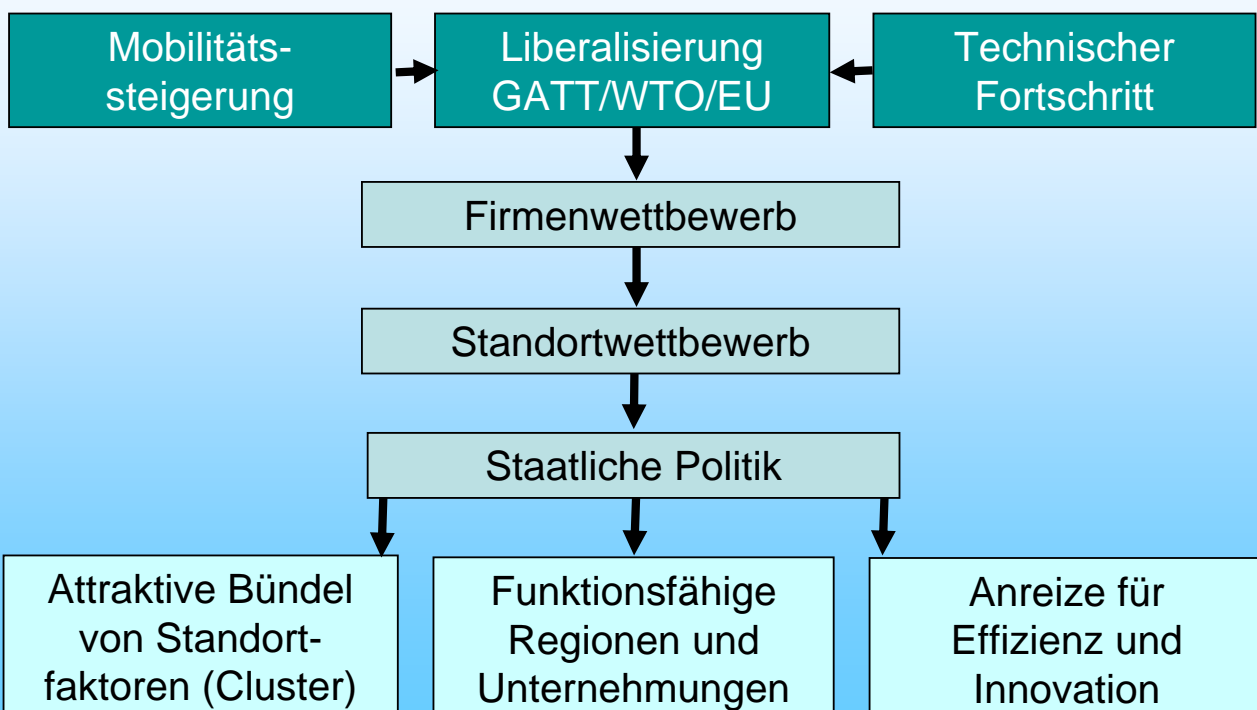 Mobilitäts-
steigerung
Liberalisierung
GATT/WTO/EU
Technischer
Fortschritt
Firmenwettbewerb
Standortwettbewerb
Staatliche Politik
Attraktive Bündel
von Standort-
faktoren (Cluster)
Funktionsfähige
Regionen und
Unternehmungen
Anreize für
Effizienz und
Innovation